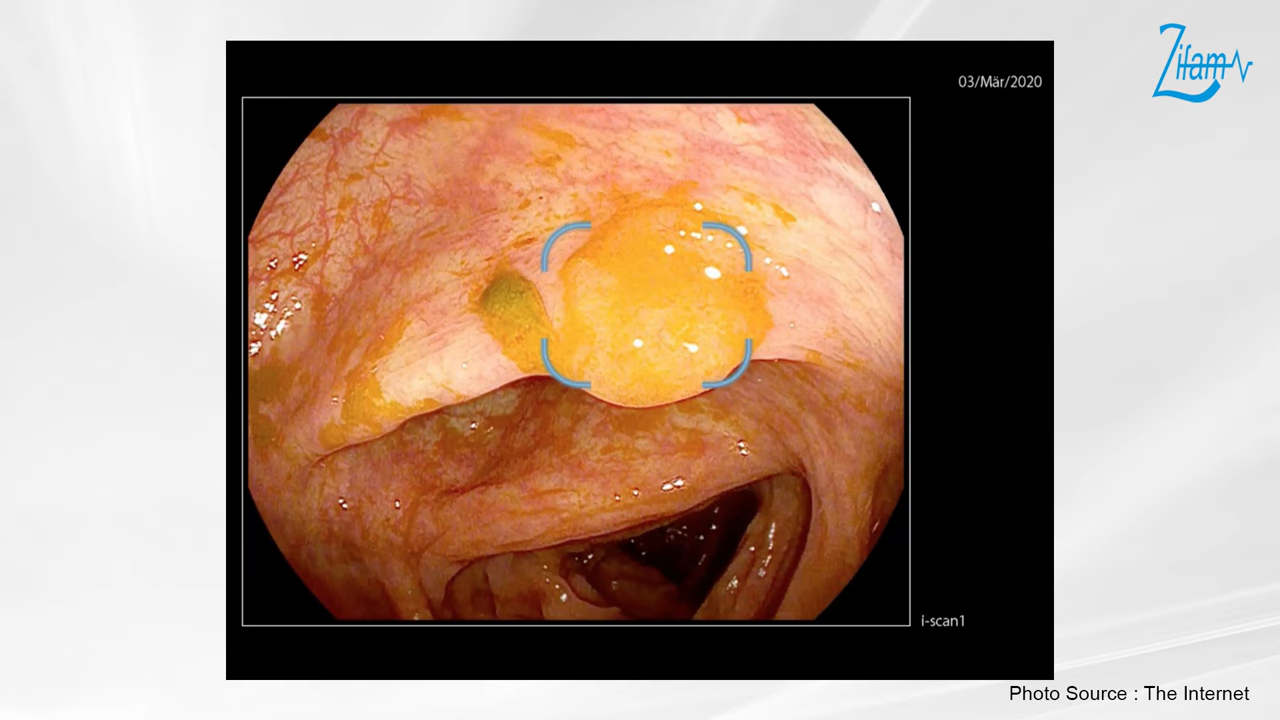 Zifam
03/Mär/2020
i-scan1
Photo Source : The Internet